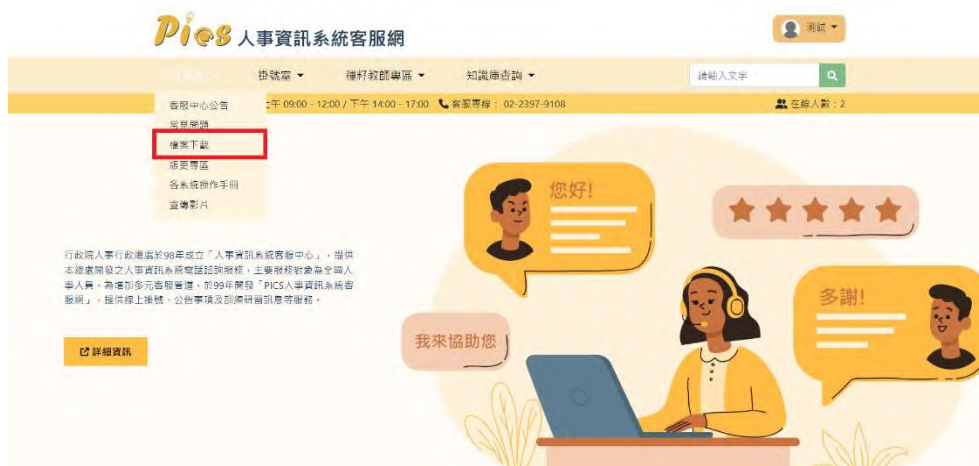 Pics 人事資訊系統客服網
測試
掛號室
種籽教師專區
知識庫查詢
請輸入文字
上午 09:00 - 12:00 / 下午 14:00 - 17:00 客服專線： 02-2397-9108
在線人數：2
客服中心公告
常見問題
檔案下載
版更專區
各系統操作手冊
宣傳影片
行政院人事行政總處於98年成立「人事資訊系統客服中心」，提供
本總處開發之人事資訊系統電話諮詢服務，主要服務對象為全國人
事人員。為增加多元客服管道，於99年開發「PICS人事資訊系統客
服網」，提供線上掛號、公告事項及訓練研習訊息等服務。
詳細資訊
您好!
我來協助您
多謝!